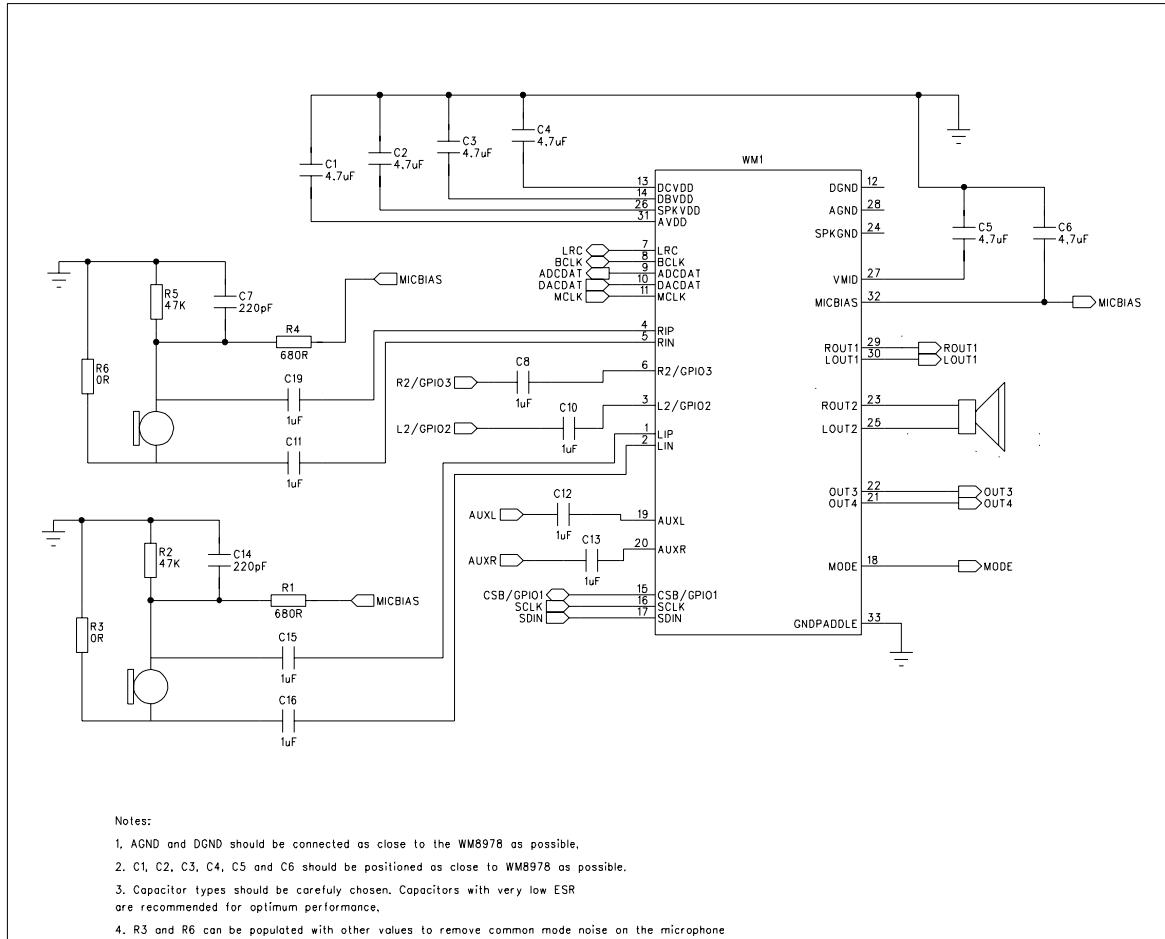 C4
4.7uF
C3
4.7uF
C2
4.7uF
C1
4.7uF
WM1
13 DCVDD
14 DBVDD
26 SPKVDD
31 AVDD
DGND 12
AGND 28
SPKGND 24
C5
4.7uF
C6
4.7uF
LRC 7 LRC
BCLK 8 BCLK
ADCDAT 9 ADCDAT
DACDAT 10 DACDAT
MCLK 11 MCLK
VMID 27
MICBIAS 32 MICBIAS
R5
47K
C7
220pF
MICBIAS
R4
680R
4 RIP
5 RIN
ROUT1 29 ROUT1
LOUT1 30 LOUT1
R6
0R
C19
1uF
C8
R2/GPIO3
1uF
6 R2/GPIO3
C10
L2/GPIO2
1uF
3 L2/GPIO2
ROUT2 23
LOUT2 25
1 LIP
2 LIN
C11
1uF
OUT3 22 OUT3
OUT4 21 OUT4
C12
AUXL
1uF
19 AUXL
C13
AUXR
1uF
20 AUXR
R2
47K
C14
220pF
R1
680R
MICBIAS
MODE 18 MODE
CSB/GPIO1 15 CSB/GPIO1
SCLK 16 SCLK
SDIN 17 SDIN
GNDPADDLE 33
R3
0R
C15
1uF
C16
1uF
Notes:
1. AGND and DGND should be connected as close to the WM8978 as possible.
2. C1, C2, C3, C4, C5 and C6 should be positioned as close to WM8978 as possible.
3. Capacitor types should be carefuly chosen. Capacitors with very low ESR
are recommended for optimum performance.
4. R3 and R6 can be populated with other values to remove common mode noise on the microphone